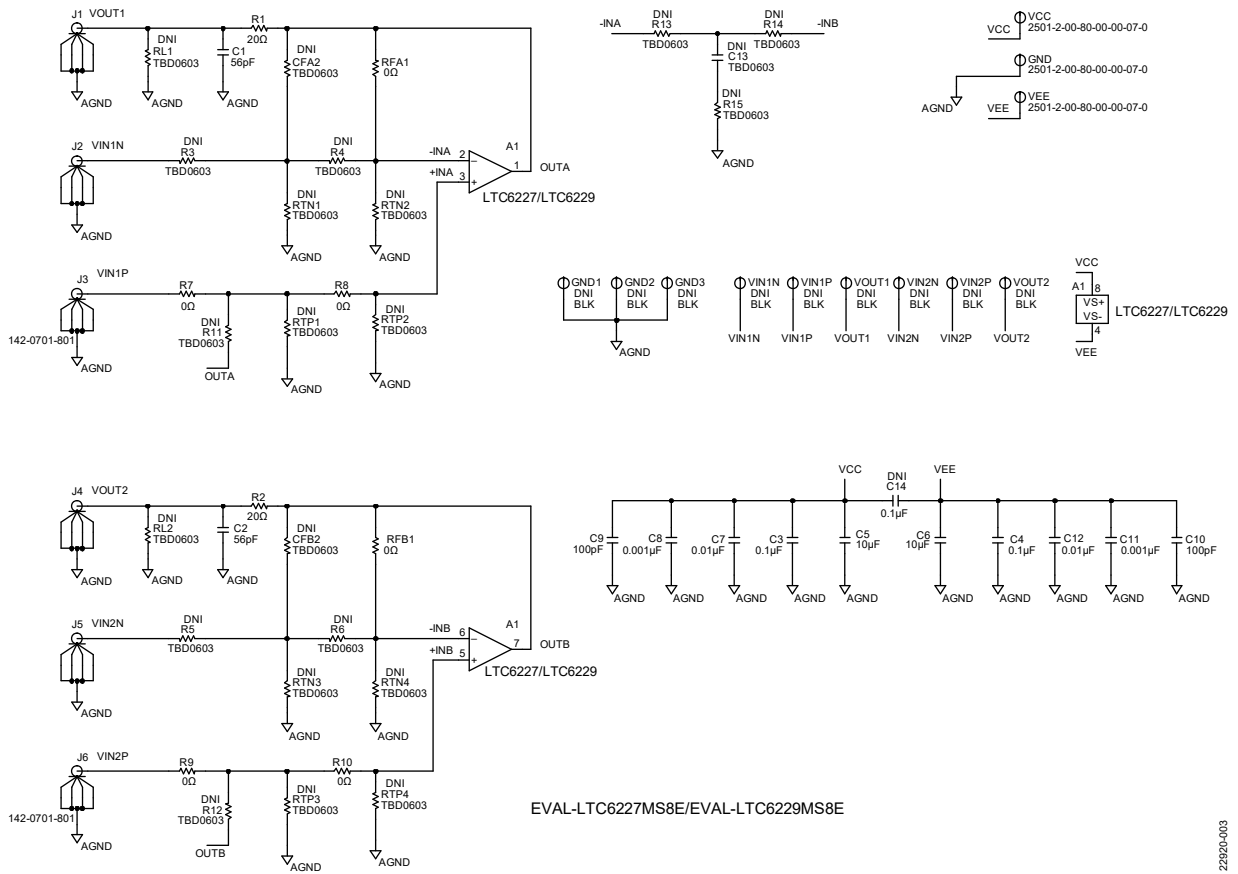 J1 VOUT1
DNI
RL1
TBD0603
C1
56pF
R1
20Ω
DNI
CFA2
TBD0603
RFA1
0Ω
AGND
AGND
AGND
J2 VIN1N
DNI
R3
TBD0603
DNI
R4
TBD0603
-INA 2
+INA 3
A1
1 OUTA
LTC6227/LTC6229
DNI
RTN1
TBD0603
DNI
RTN2
TBD0603
AGND
AGND
AGND
J3 VIN1P
142-0701-801
R7
0Ω
DNI
R11
TBD0603
OUTA
DNI
RTP1
TBD0603
R8
0Ω
DNI
RTP2
TBD0603
AGND
AGND
AGND
-INA
DNI
R13
TBD0603
DNI
R14
TBD0603
-INB
DNI
C13
TBD0603
DNI
R15
TBD0603
AGND
VCC
VCC
2501-2-00-80-00-00-07-0
GND
2501-2-00-80-00-00-07-0
AGND
VEE
VEE
2501-2-00-80-00-00-07-0
GND1
DNI
BLK
GND2
DNI
BLK
GND3
DNI
BLK
AGND
VIN1N
DNI
BLK
VIN1N
VIN1P
DNI
BLK
VIN1P
VOUT1
DNI
BLK
VOUT1
VIN2N
DNI
BLK
VIN2N
VIN2P
DNI
BLK
VIN2P
VOUT2
DNI
BLK
VOUT2
VCC
A1 8
VS+
VS-
4
VEE
LTC6227/LTC6229
J4 VOUT2
DNI
RL2
TBD0603
C2
56pF
R2
20Ω
DNI
CFB2
TBD0603
RFB1
0Ω
AGND
AGND
AGND
J5 VIN2N
DNI
R5
TBD0603
DNI
R6
TBD0603
-INB 6
+INB 5
A1
7 OUTB
LTC6227/LTC6229
DNI
RTN3
TBD0603
DNI
RTN4
TBD0603
AGND
AGND
AGND
J6 VIN2P
142-0701-801
R9
0Ω
DNI
R12
TBD0603
OUTB
DNI
RTP3
TBD0603
R10
0Ω
DNI
RTP4
TBD0603
AGND
AGND
AGND
VCC
DNI
C14
0.1µF
VEE
C9
100pF
C8
0.001µF
C7
0.01µF
C3
0.1µF
C5
10µF
C6
10µF
C4
0.1µF
C12
0.01µF
C11
0.001µF
C10
100pF
AGND
AGND
AGND
AGND
AGND
AGND
AGND
AGND
AGND
AGND
EVAL-LTC6227MS8E/EVAL-LTC6229MS8E
22920-003